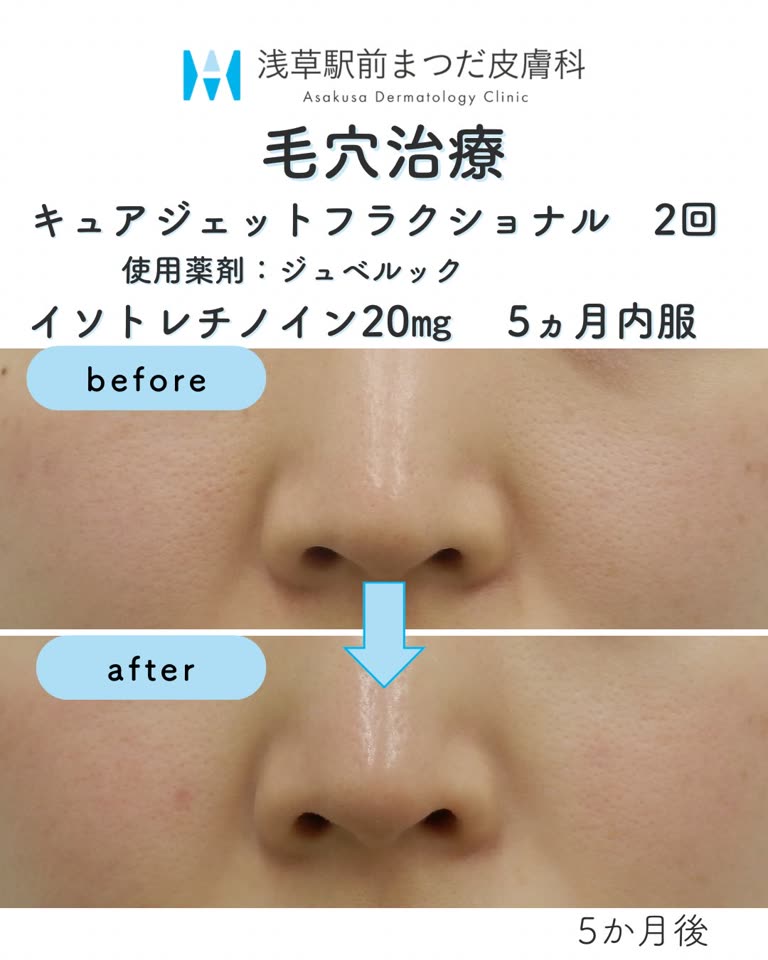 浅草駅前まつだ皮膚科
Asakusa Dermatology Clinic
毛穴治療
キュアジェットフラクショナル　2回
使用薬剤：ジュベルック
イソトレチノイン20㎎　5ヵ月内服
before
after
5か月後